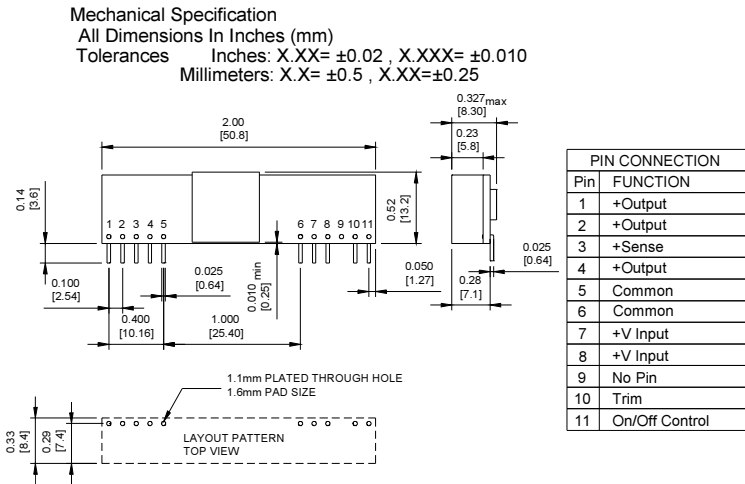 Mechanical Specification
All Dimensions In Inches (mm)
Tolerances Inches: X.XX= ±0.02 , X.XXX= ±0.010
Millimeters: X.X= ±0.5 , X.XX=±0.25
2.00
[50.8]
0.327max
[8.30]
0.23
[5.8]
0.14
[3.6]
1 2 3 4 5
6 7 8 9 10 11
0.52
[13.2]
0.100
[2.54]
0.025
[0.64]
0.010 min
[0.25]
0.050
[1.27]
0.28
[7.1]
0.025
[0.64]
0.400
[10.16]
1.000
[25.40]
1.1mm PLATED THROUGH HOLE
1.6mm PAD SIZE
0.33
[8.4]
0.29
[7.4]
LAYOUT PATTERN
TOP VIEW
PIN CONNECTION
Pin FUNCTION
1 +Output
2 +Output
3 +Sense
4 +Output
5 Common
6 Common
7 +V Input
8 +V Input
9 No Pin
10 Trim
11 On/Off Control